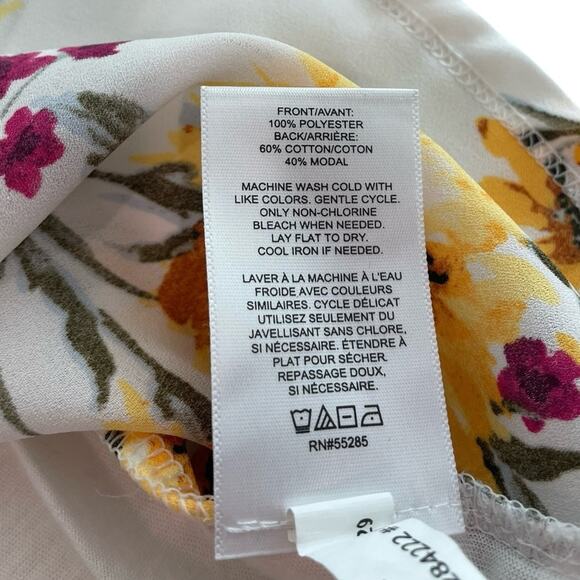 FRONT/AVANT:
100% POLYESTER
BACK/ARRIÈRE:
60% COTTON/COTON
40% MODAL
MACHINE WASH COLD WITH
LIKE COLORS. GENTLE CYCLE.
ONLY NON-CHLORINE
BLEACH WHEN NEEDED.
LAY FLAT TO DRY.
COOL IRON IF NEEDED.
LAVER À LA MACHINE À L'EAU
FROIDE AVEC COULEURS
SIMILAIRES. CYCLE DÉLICAT
UTILISEZ SEULEMENT DU
JAVELLISANT SANS CHLORE,
SI NÉCESSAIRE. ÉTENDRE À
PLAT POUR SÉCHER.
REPASSAGE DOUX,
SI NÉCESSAIRE.
RN#55285